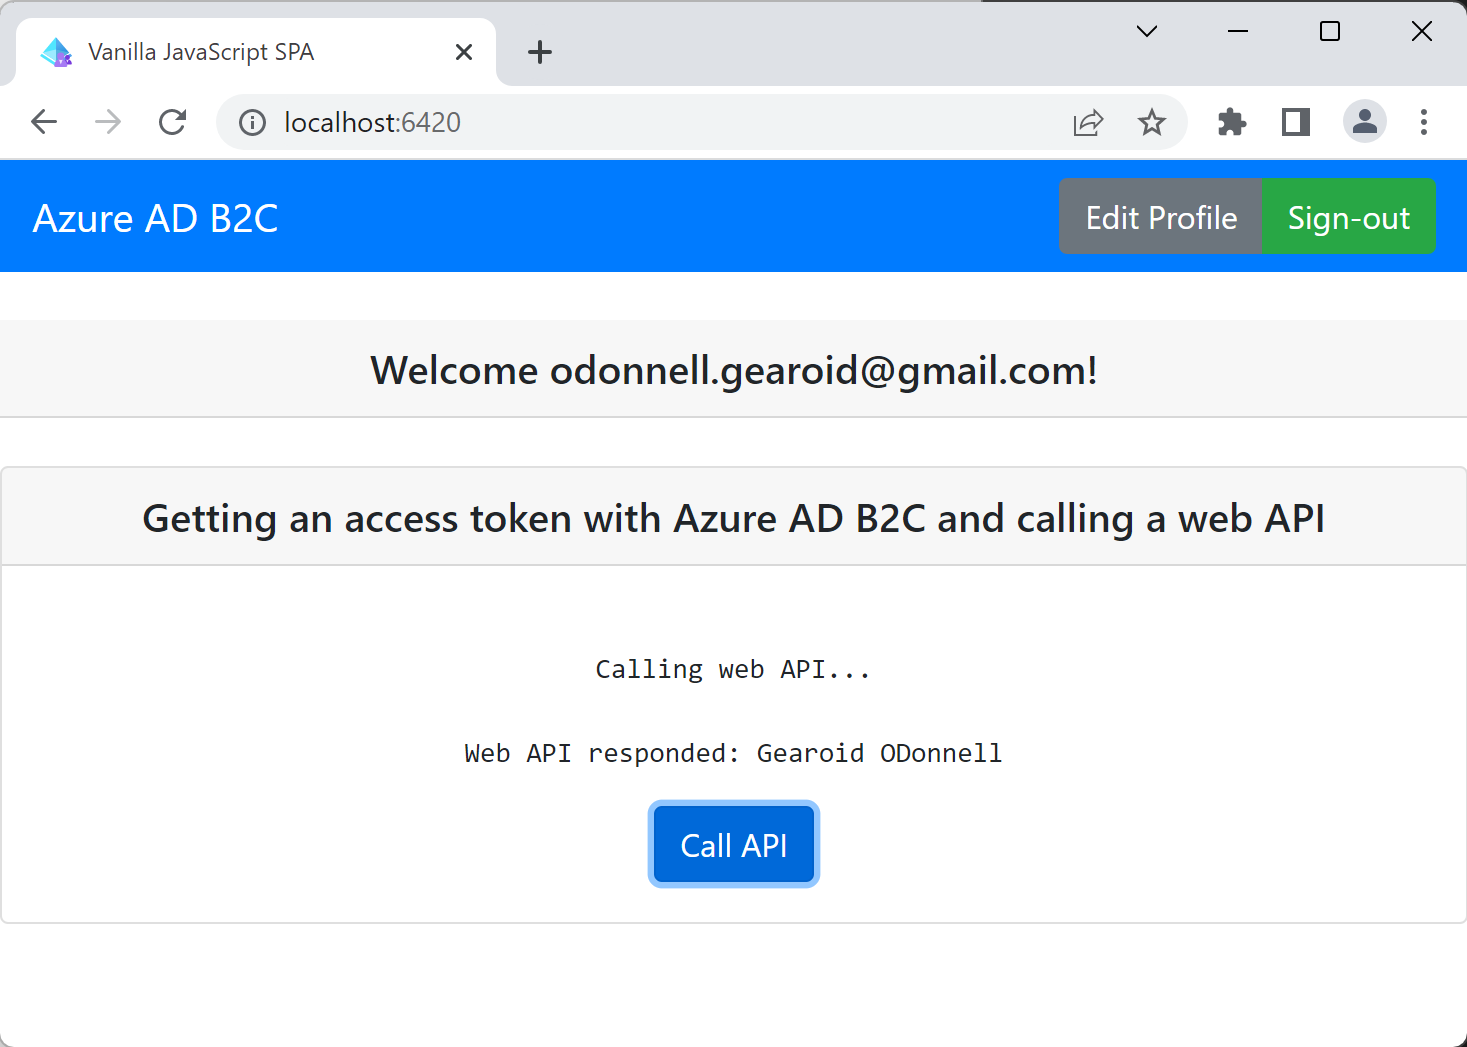 Vanilla JavaScript SPA
localhost:6420
Azure AD B2C
Edit Profile
Sign-out
Welcome odonnell.gearoid@gmail.com!
Getting an access token with Azure AD B2C and calling a web API
Calling web API...
Web API responded: Gearoid ODonnell
Call API